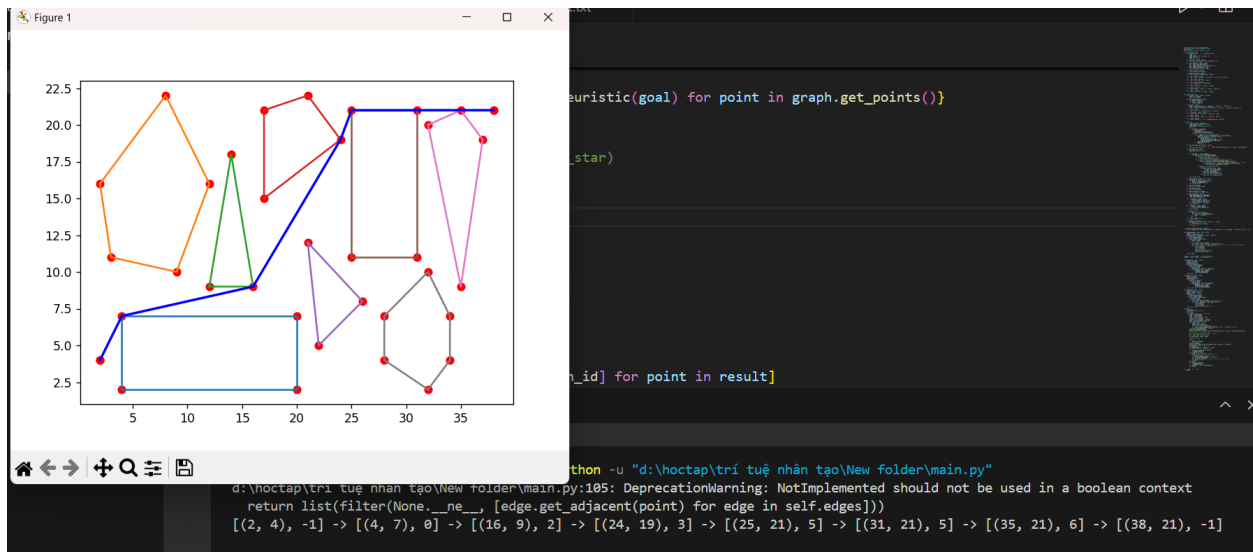 Figure 1
22.5
20.0
17.5
15.0
12.5
10.0
7.5
5.0
2.5
5 10 15 20 25 30 35
euristic(goal) for point in graph.get_points()}
_star)
n_id] for point in result]
thon -u "d:\hoctap\trí tuệ nhân tạo\New folder\main.py"
d:\hoctap\trí tuệ nhân tạo\New folder\main.py:105: DeprecationWarning: NotImplemented should not be used in a boolean context
return list(filter(None.__ne__, [edge.get_adjacent(point) for edge in self.edges]))
[(2, 4), -1] -> [(4, 7), 0] -> [(16, 9), 2] -> [(24, 19), 3] -> [(25, 21), 5] -> [(31, 21), 5] -> [(35, 21), 6] -> [(38, 21), -1]